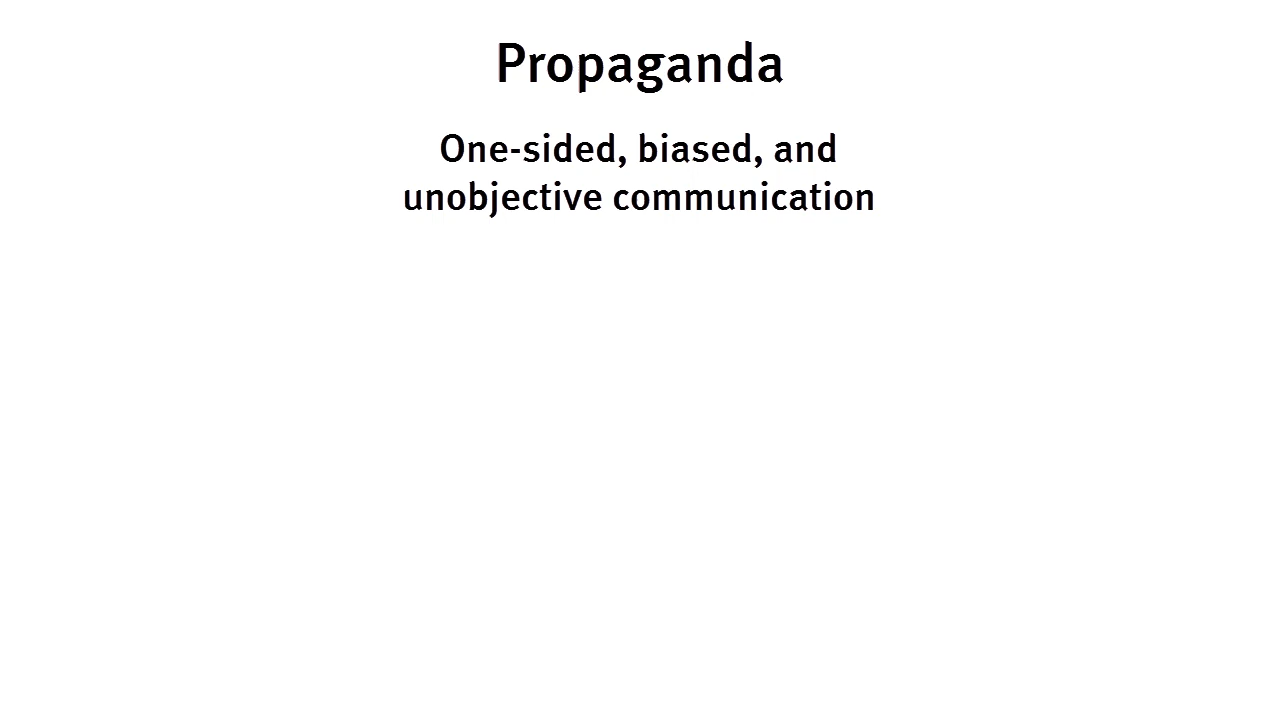 Propaganda
One-sided, biased, and
unobjective communication